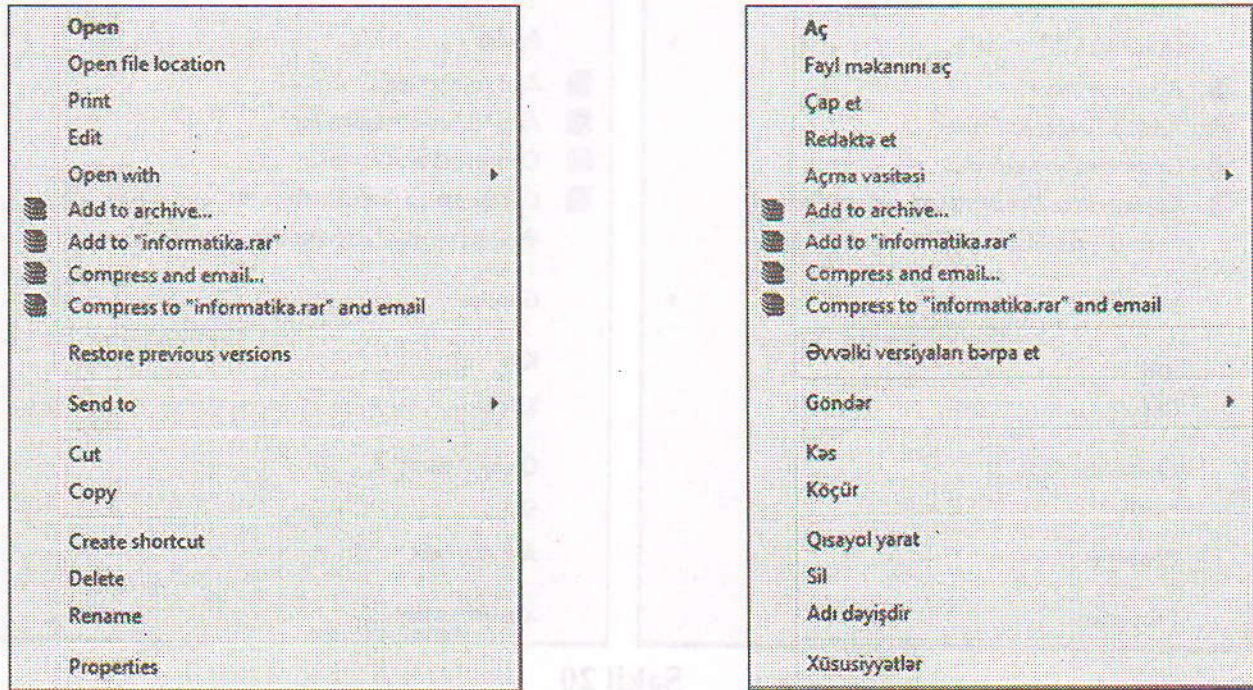 Open
Open file location
Print
Edit
Open with
Add to archive...
Add to "informatika.rar"
Compress and email...
Compress to "informatika.rar" and email
Restore previous versions
Send to
Cut
Copy
Create shortcut
Delete
Rename
Properties
Aç
Fayl məkanını aç
Çap et
Redaktə et
Açma vasitəsi
Add to archive...
Add to "informatika.rar"
Compress and email...
Compress to "informatika.rar" and email
Əvvəlki versiyaları bərpa et
Göndər
Kəs
Köçür
Qısayol yarat
Sil
Adı dəyişdir
Xüsusiyyətlər
Şəkil 20